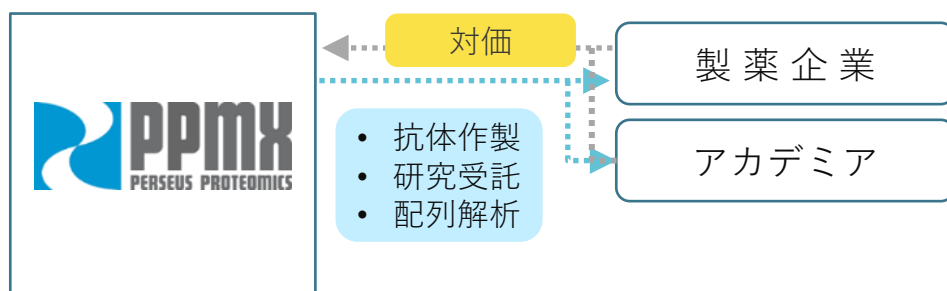 対価
製薬企業
PPMX
PERSEUS PROTEOMICS
• 抗体作製
• 研究受託
• 配列解析
アカデミア